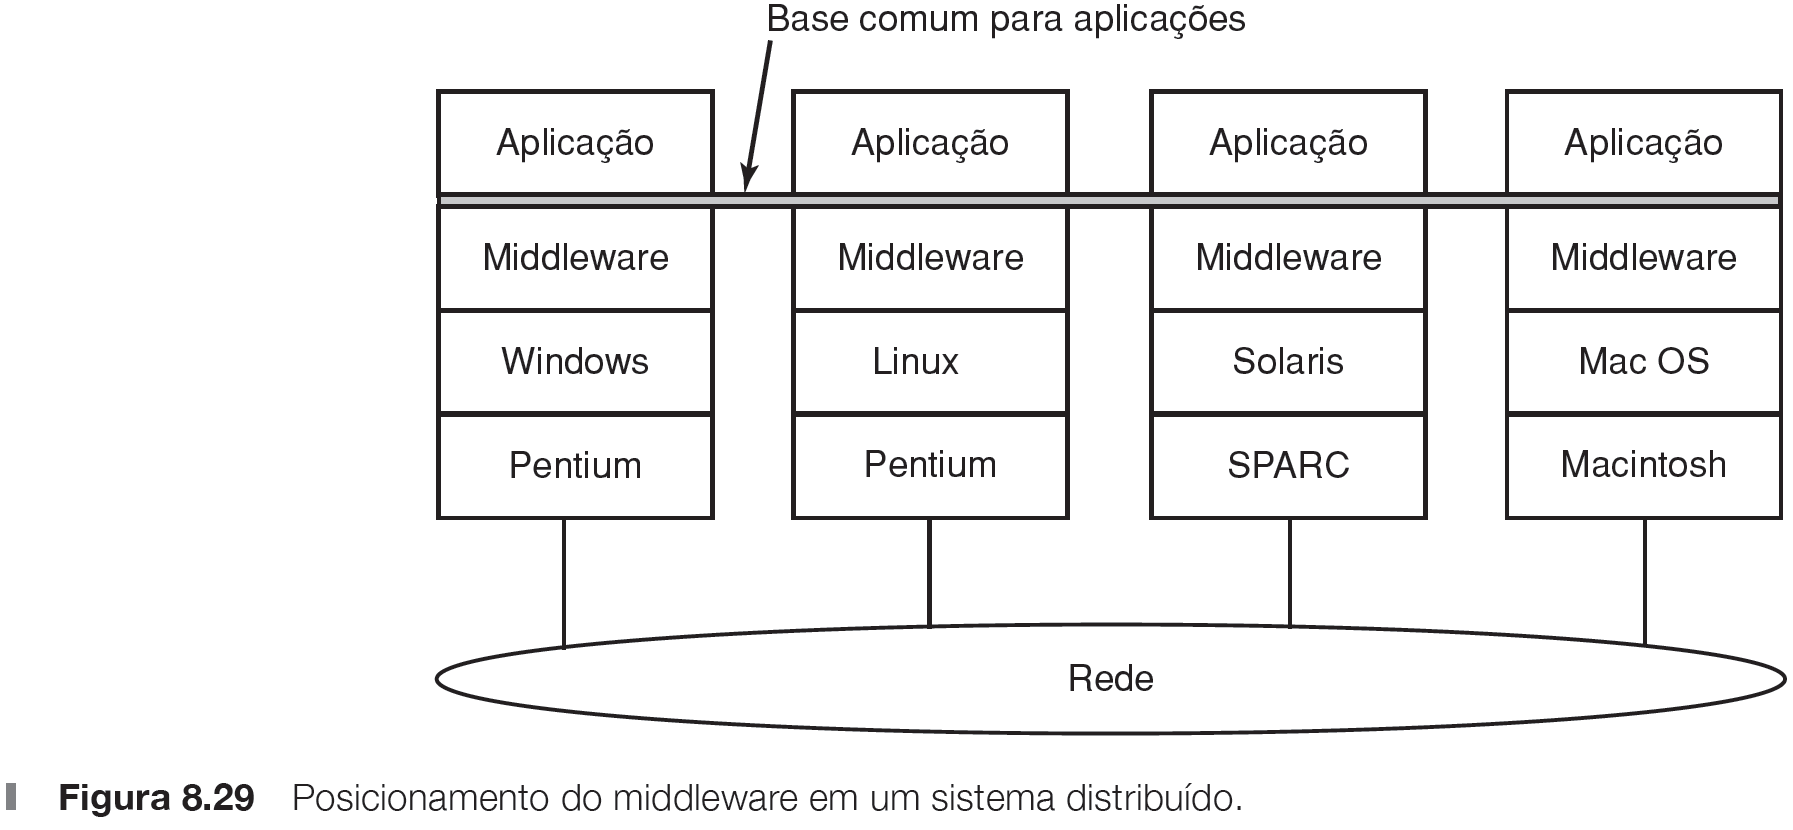 Base comum para aplicações
Aplicação Aplicação Aplicação Aplicação
Middleware Middleware Middleware Middleware
Windows Linux Solaris Mac OS
Pentium Pentium SPARC Macintosh
Rede
Figura 8.29 Posicionamento do middleware em um sistema distribuído.